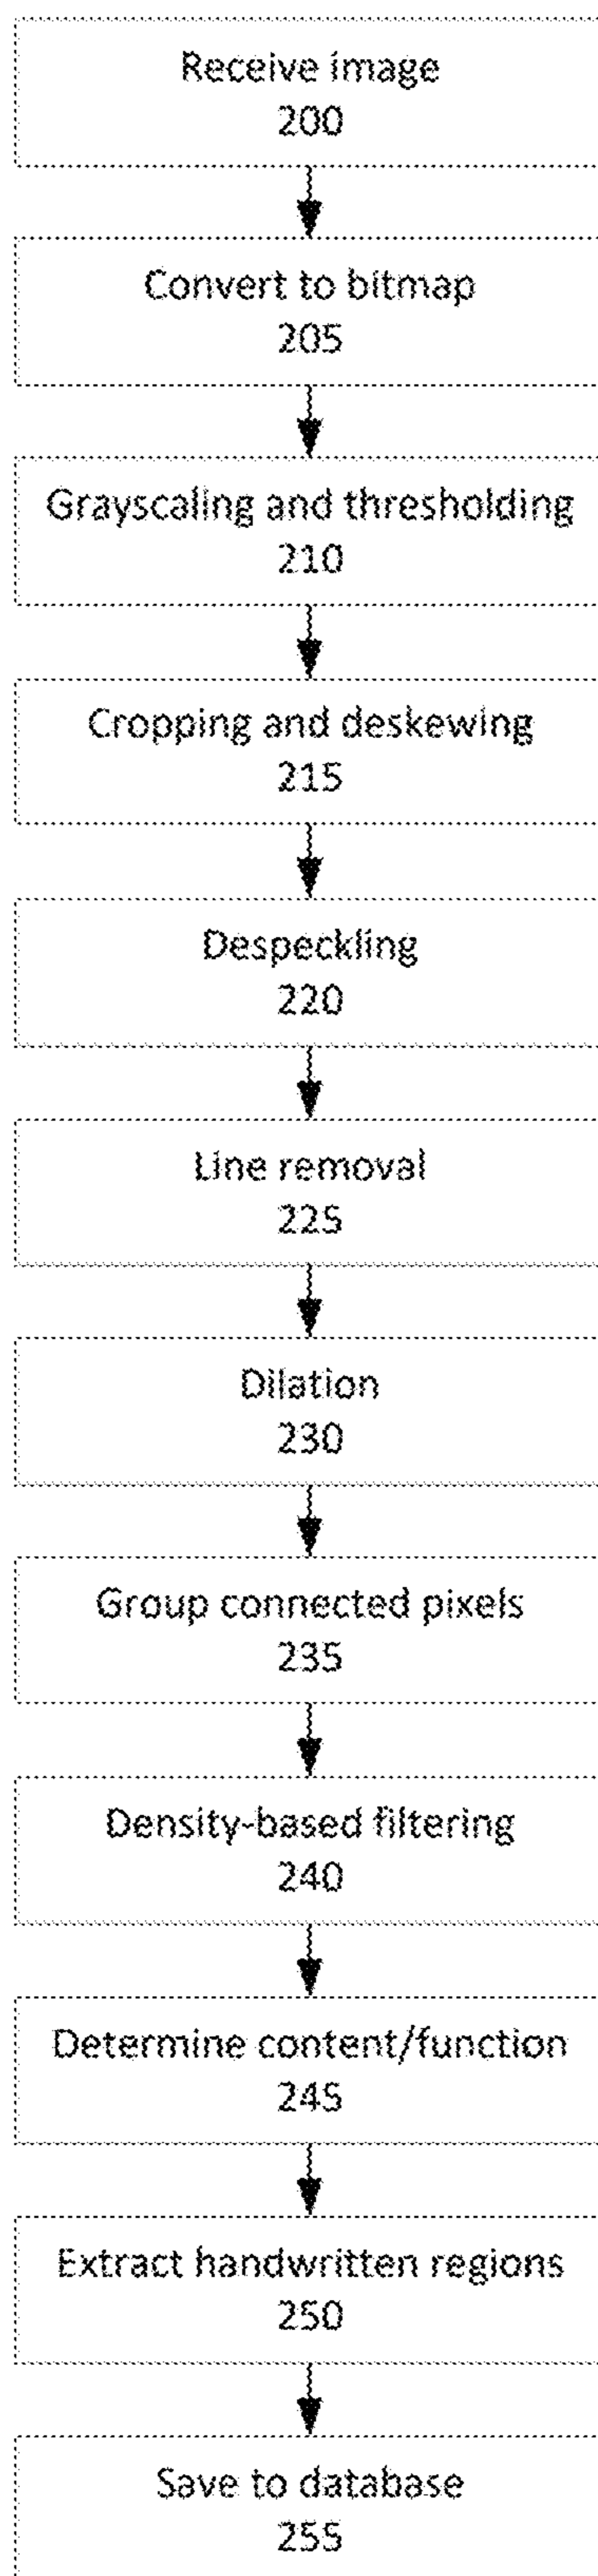 Receive image
200
Convert to bitmap
205
Grayscaling and thresholding
210
Cropping and deskewing
215
Despeckling
220
Line removal
225
Dilation
230
Group connected pixels
235
Density-based filtering
240
Determine content/function
245
Extract handwritten regions
250
Save to database
255